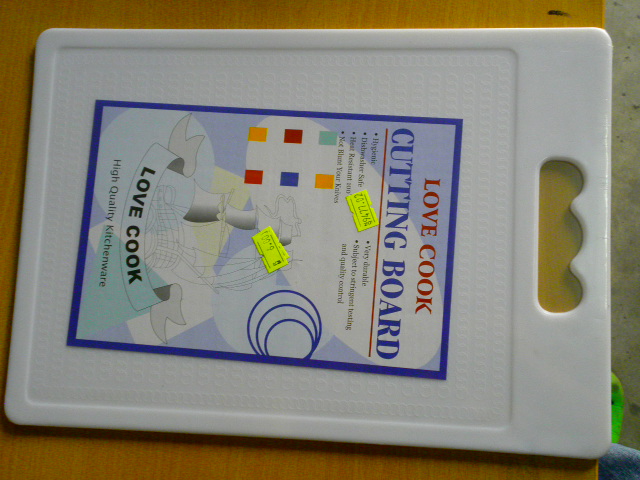 LOVE COOK
CUTTING BOARD
• Hygienic
• Dishwasher Safe
• Heat Resistant
• Not Blunt Your Knives
• Very durable
• Subject to stringent testing
and quality control
LOVE COOK
High Quality Kitchenware